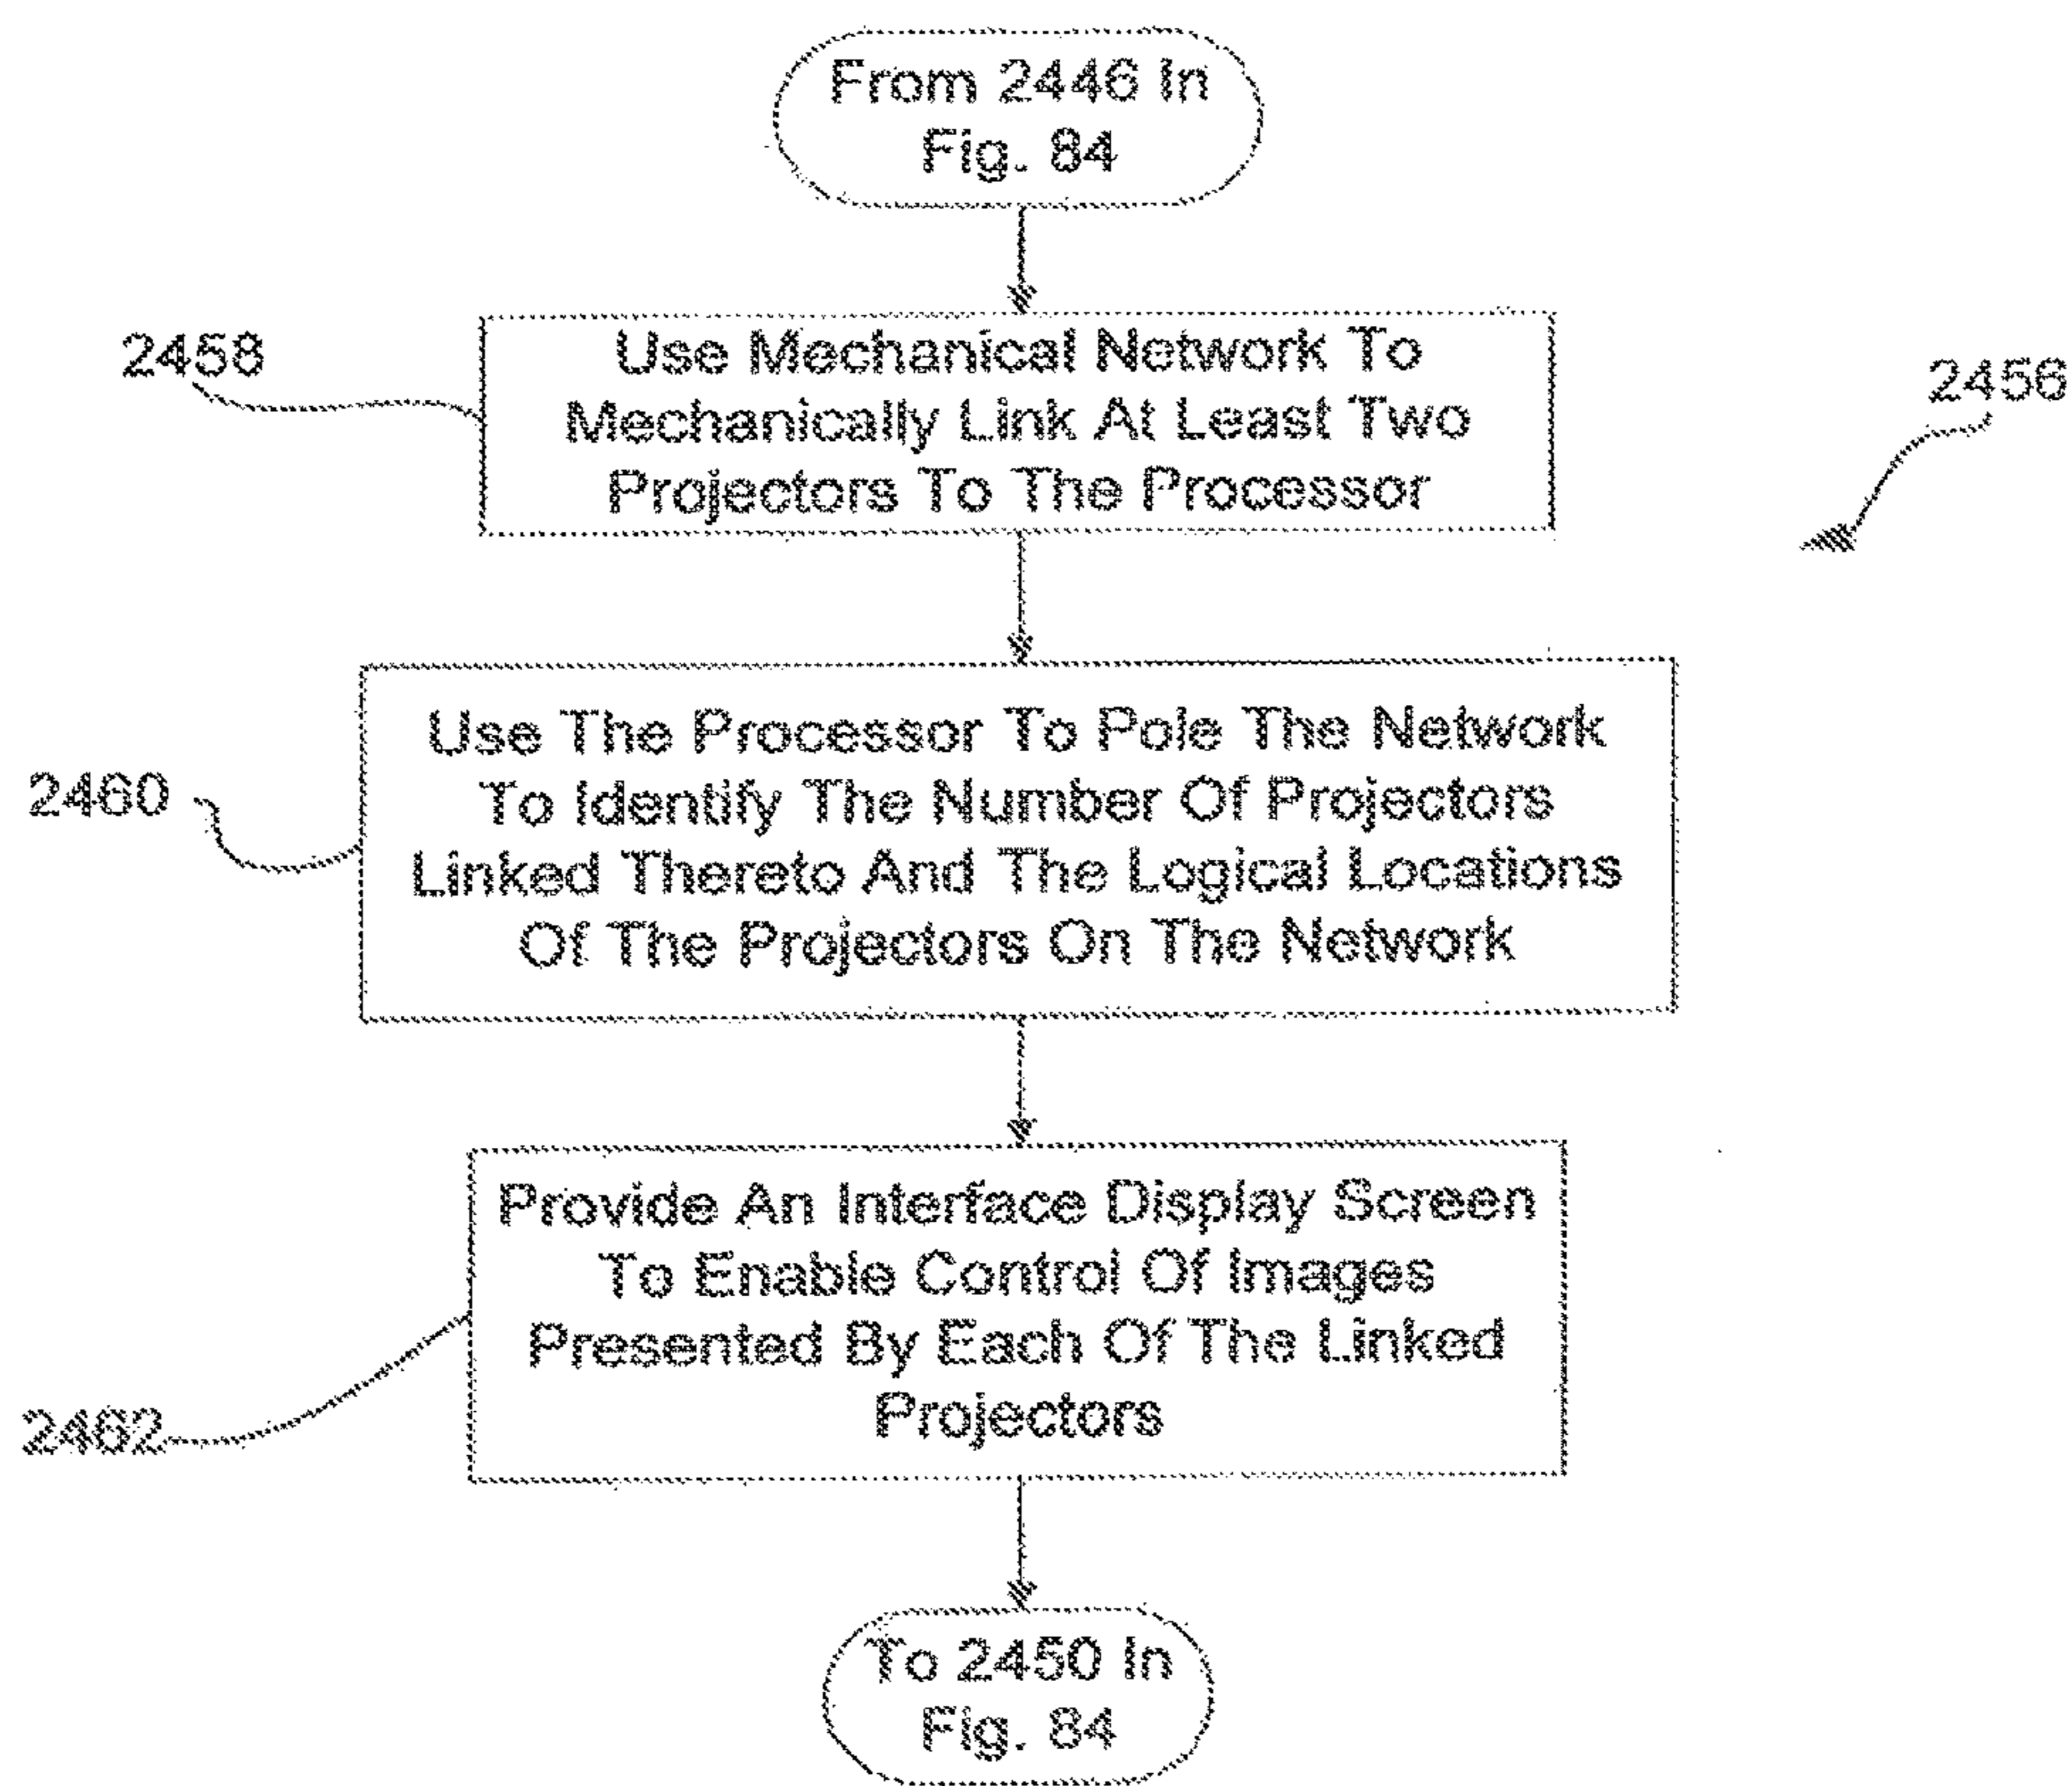 From 2446 In
Fig. 84
2458
Use Mechanical Network To
Mechanically Link At Least Two
Projectors To The Processor
2456
2460
Use The Processor To Pole The Network
To Identify The Number Of Projectors
Linked Thereto And The Logical Locations
Of The Projectors On The Network
2462
Provide An Interface Display Screen
To Enable Control Of Images
Presented By Each Of The Linked
Projectors
To 2450 In
Fig. 84